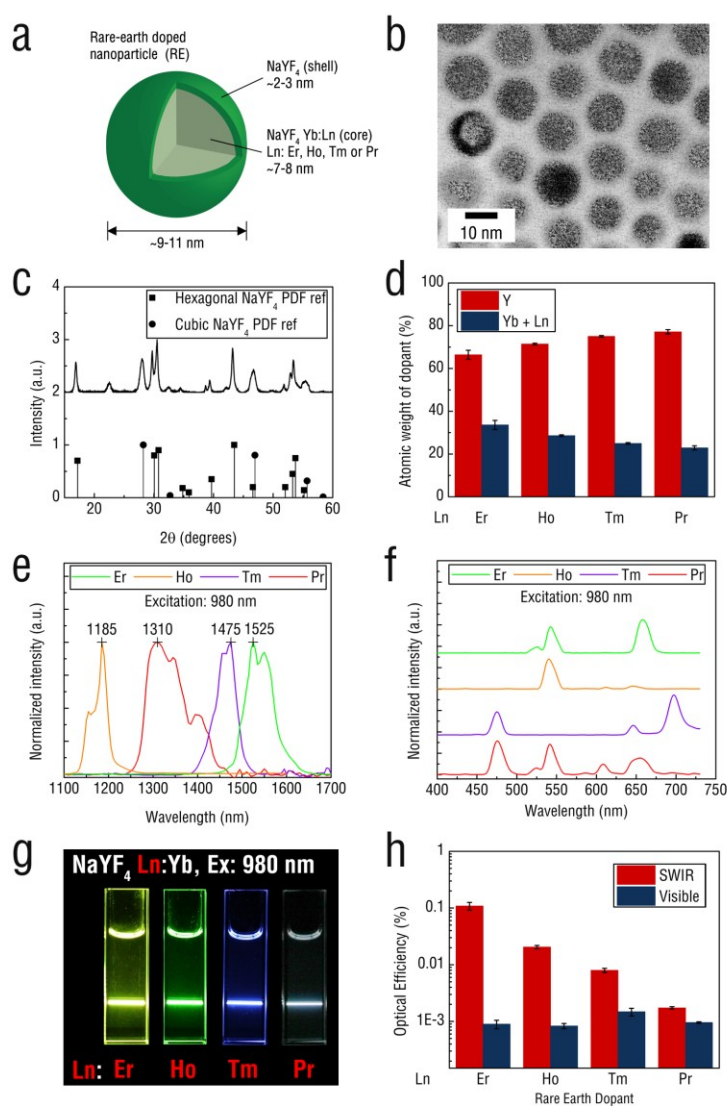 a
Rare-earth doped
nanoparticle (RE)
NaYF4 (shell)
~2-3 nm
NaYF4 Yb:Ln (core)
Ln: Er, Ho, Tm or Pr
~7-8 nm
~9-11 nm
b
10 nm
c
Intensity (a.u.)
4
3
2
1
0
Hexagonal NaYF4 PDF ref
Cubic NaYF4 PDF ref
20 30 40 50 60
2θ (degrees)
d
Atomic weight of dopant (%)
100
80
60
40
20
0
Y
Yb + Ln
Ln Er Ho Tm Pr
e
Normalized intensity (a.u.)
Er Ho Tm Pr
Excitation: 980 nm
1185 1310 1475 1525
1100 1200 1300 1400 1500 1600 1700
Wavelength (nm)
f
Normalized intensity (a.u.)
Er Ho Tm Pr
Excitation: 980 nm
400 450 500 550 600 650 700 750
Wavelength (nm)
g
NaYF4 Ln:Yb, Ex: 980 nm
Ln: Er Ho Tm Pr
h
Optical Efficiency (%)
1
0.1
0.01
1E-3
SWIR
Visible
Ln Er Ho Tm Pr
Rare Earth Dopant